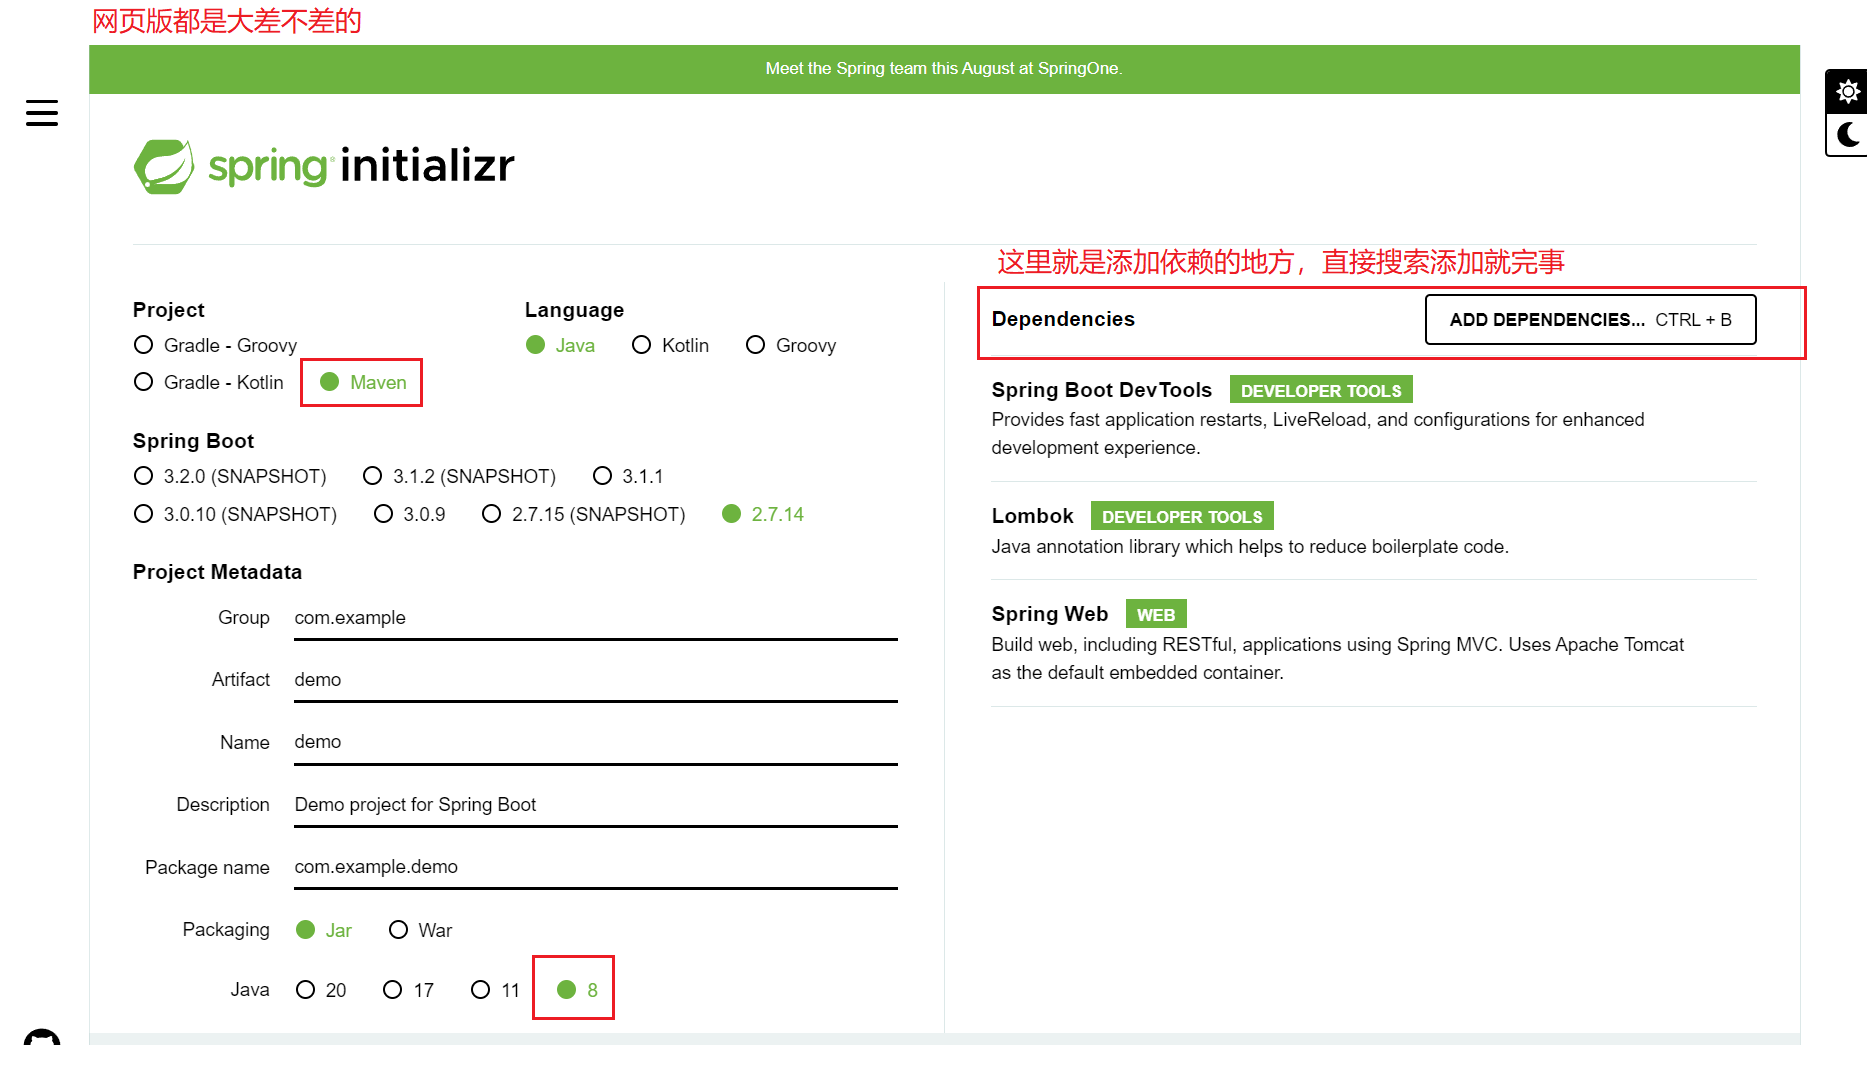 网页版都是大差不差的
Meet the Spring team this August at SpringOne.
spring® initializr
Project
Gradle - Groovy
Gradle - Kotlin Maven
Language
Java Kotlin Groovy
Spring Boot
3.2.0 (SNAPSHOT) 3.1.2 (SNAPSHOT) 3.1.1
3.0.10 (SNAPSHOT) 3.0.9 2.7.15 (SNAPSHOT) 2.7.14
Project Metadata
Group com.example
Artifact demo
Name demo
Description Demo project for Spring Boot
Package name com.example.demo
Packaging Jar War
Java 20 17 11 8
这里就是添加依赖的地方，直接搜索添加就完事
Dependencies ADD DEPENDENCIES... CTRL + B
Spring Boot DevTools DEVELOPER TOOLS
Provides fast application restarts, LiveReload, and configurations for enhanced
development experience.
Lombok DEVELOPER TOOLS
Java annotation library which helps to reduce boilerplate code.
Spring Web WEB
Build web, including RESTful, applications using Spring MVC. Uses Apache Tomcat
as the default embedded container.